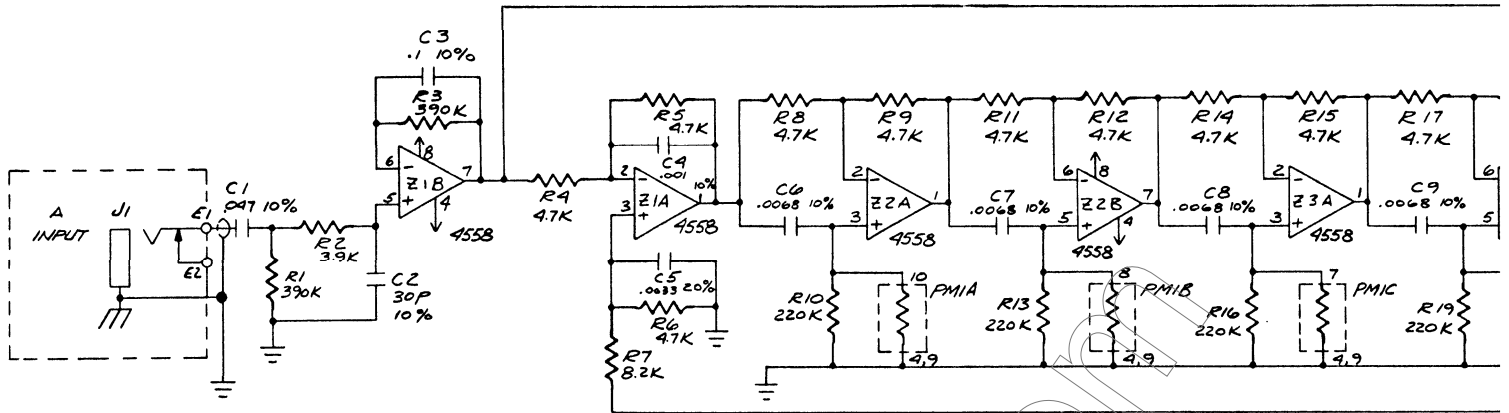 A
INPUT
J1
E1
E2
C1
.047 10%
R1
390K
R2
3.9K
C2
30P
10%
C3
.1 10%
R3
390K
8
6
-
Z1B
7
5
+
4
4558
R4
4.7K
R5
4.7K
C4
.001
10%
2
-
Z1A
1
3
+
4558
C5
.0033 20%
R6
4.7K
R7
8.2K
R8
4.7K
R9
4.7K
C6
.0068 10%
2
-
Z2A
1
3
+
4558
R10
220K
10
PM1A
4,9
R11
4.7K
R12
4.7K
C7
.0068 10%
6
-
8
Z2B
7
5
+
4
4558
R13
220K
8
PM1B
4,9
R14
4.7K
R15
4.7K
C8
.0068 10%
2
-
Z3A
1
3
+
4558
R16
220K
7
PM1C
4,9
R17
4.7K
C9
.0068 10%
6
5
R19
220K